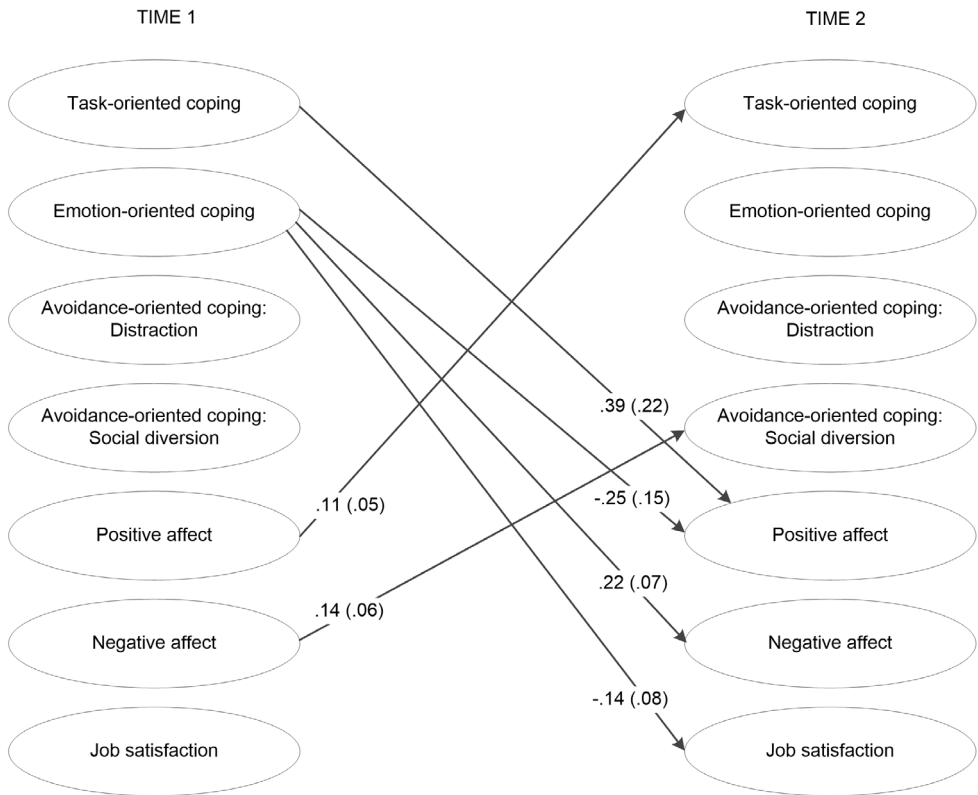 TIME 1
TIME 2
Task-oriented coping
Task-oriented coping
Emotion-oriented coping
Emotion-oriented coping
Avoidance-oriented coping:
Distraction
Avoidance-oriented coping:
Distraction
Avoidance-oriented coping:
Social diversion
.39 (.22)
Avoidance-oriented coping:
Social diversion
Positive affect
.11 (.05)
-.25 (.15)
Positive affect
Negative affect
.14 (.06)
.22 (.07)
Negative affect
Job satisfaction
-.14 (.08)
Job satisfaction